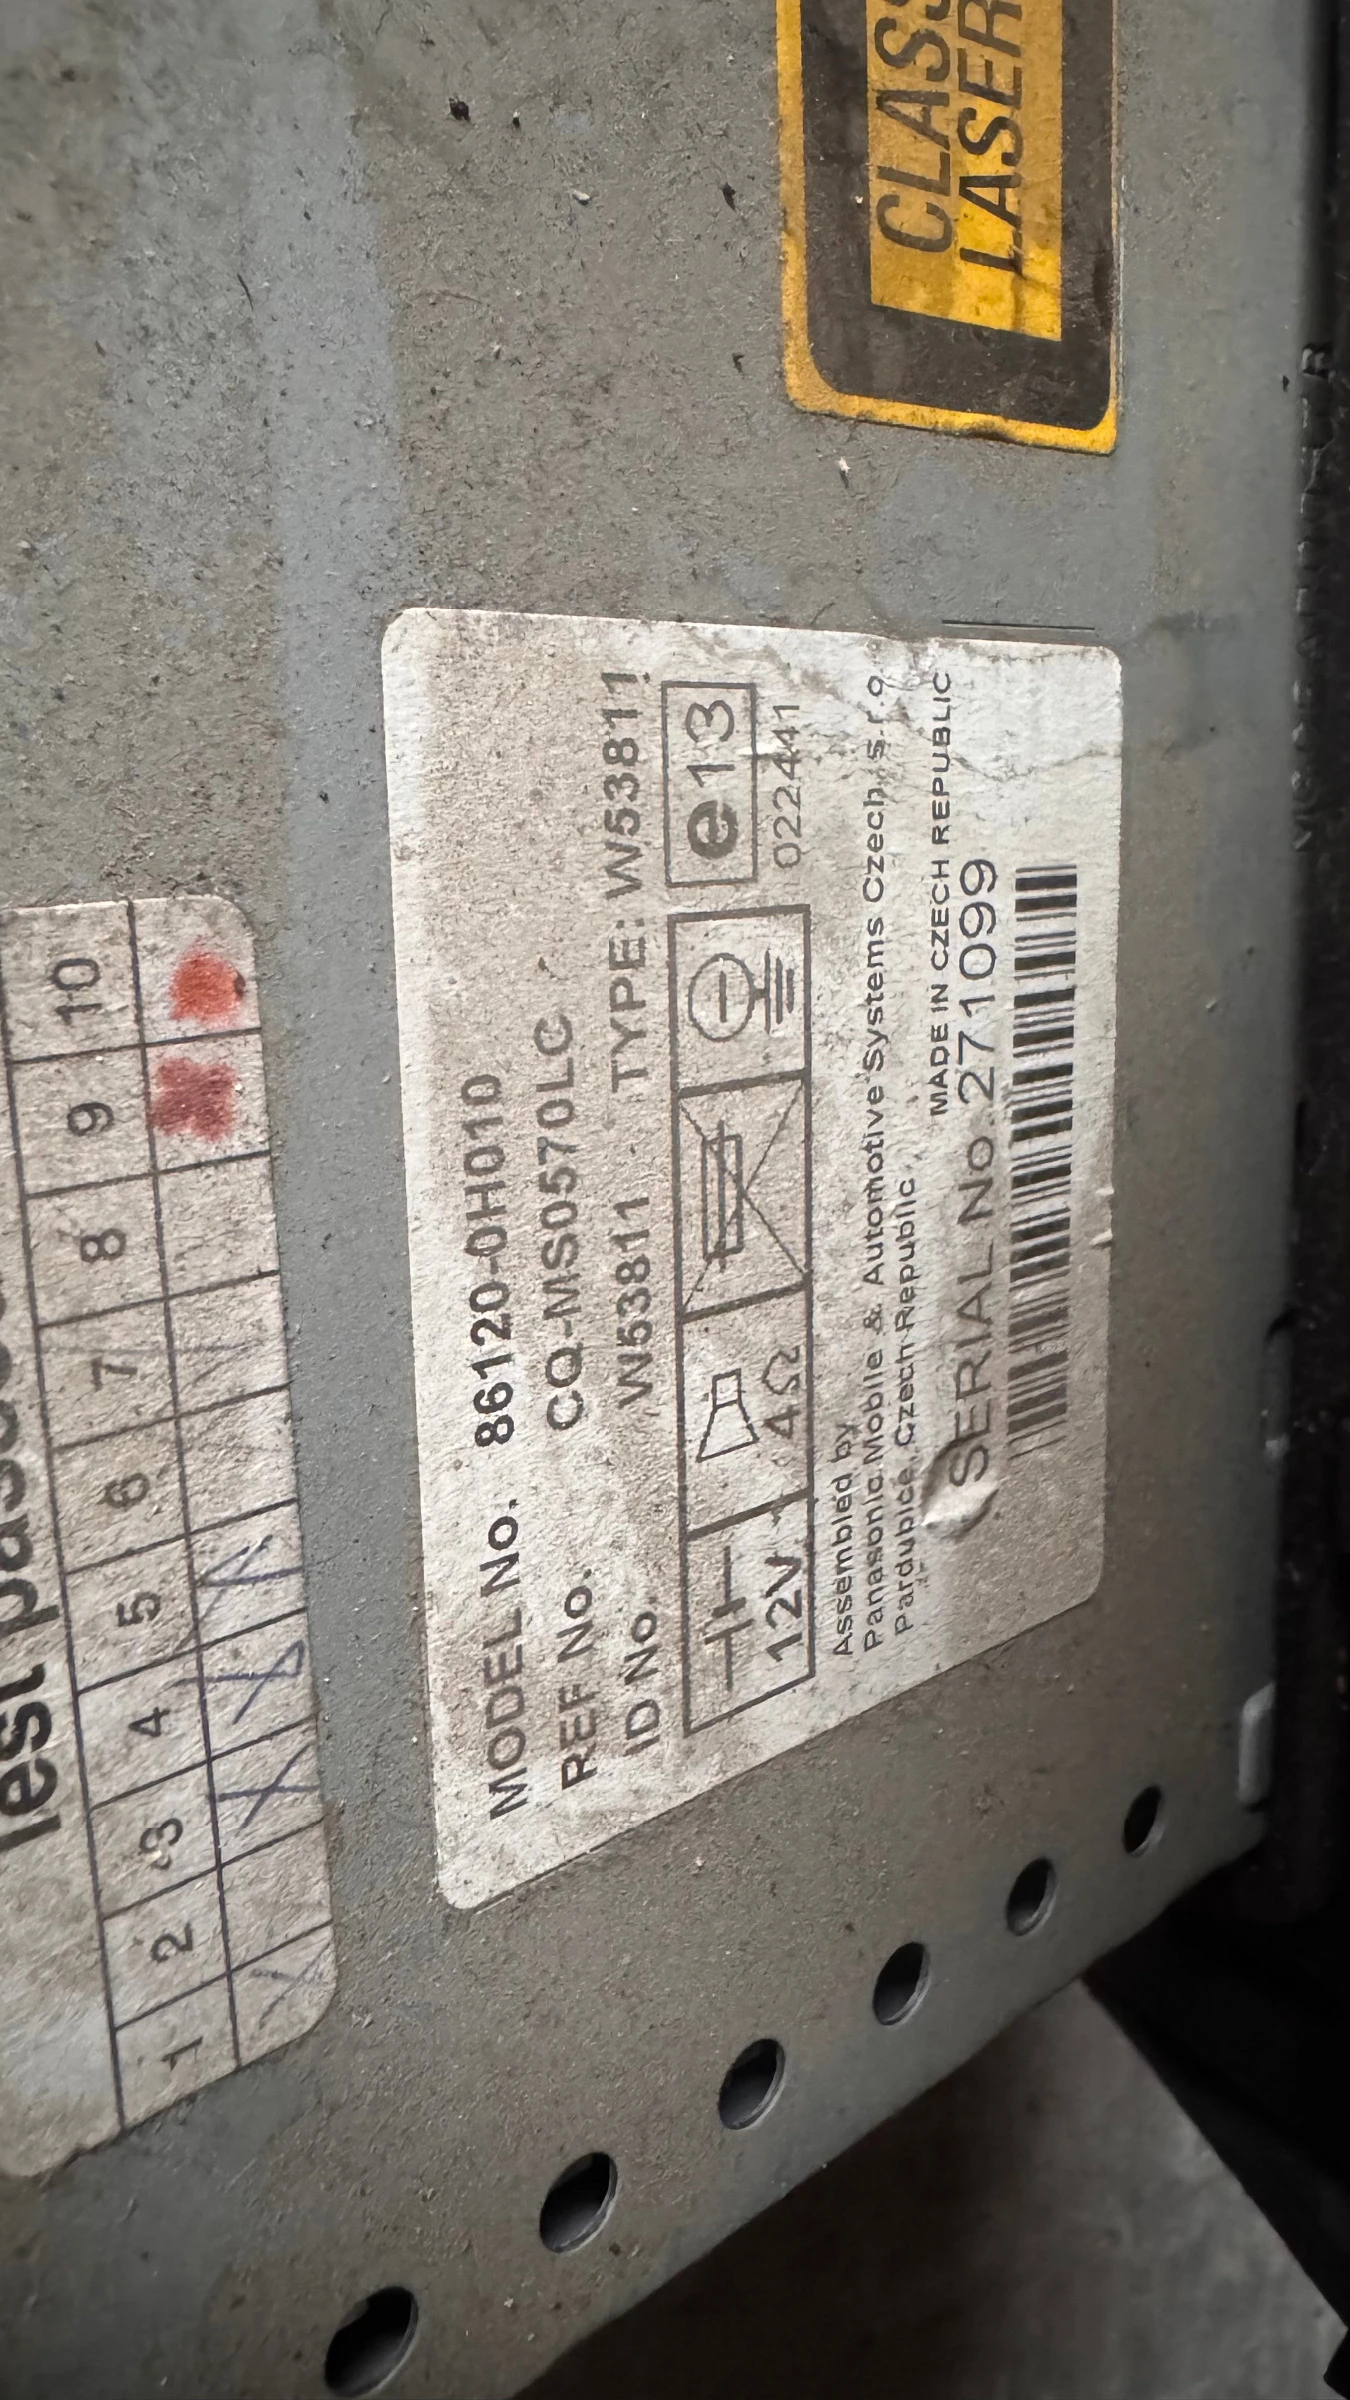 Test
1 2 3 4 5 6 7 8 9 10
MODEL No. 86120-0H010
REF No. CQ-MS0570LC
ID No. W53811 TYPE: W53811
12V 4Ω e13
022441
Assembled by
Panasonic Mobile & Automotive Systems Czech, s.r.o.
Pardubice, Czech Republic
MADE IN CZECH REPUBLIC
SERIAL No. 271099
CLASS
LASER